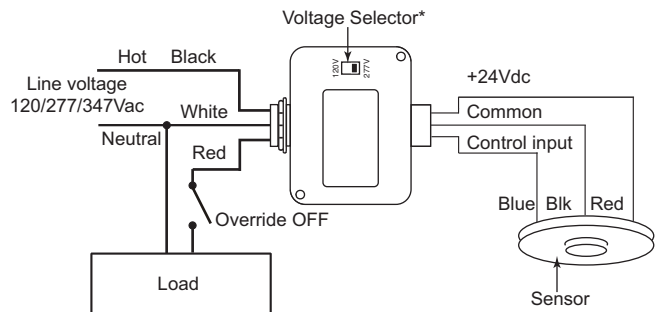 Voltage Selector*
120V
277V
Hot Black
Line voltage
120/277/347Vac
White
Neutral
Red
Override OFF
Load
+24Vdc
Common
Control input
Blue Blk Red
Sensor